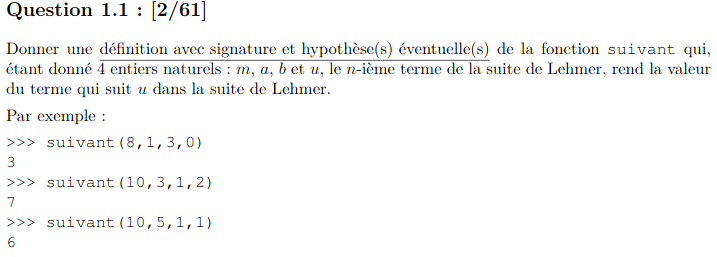 Question 1.1 : [2/61]
Donner une définition avec signature et hypothèse(s) éventuelle(s) de la fonction suivant qui,
étant donné 4 entiers naturels : m, a, b et u, le n-ième terme de la suite de Lehmer, rend la valeur
du terme qui suit u dans la suite de Lehmer.
Par exemple :
>>> suivant(8,1,3,0)
3
>>> suivant(10,3,1,2)
7
>>> suivant(10,5,1,1)
6